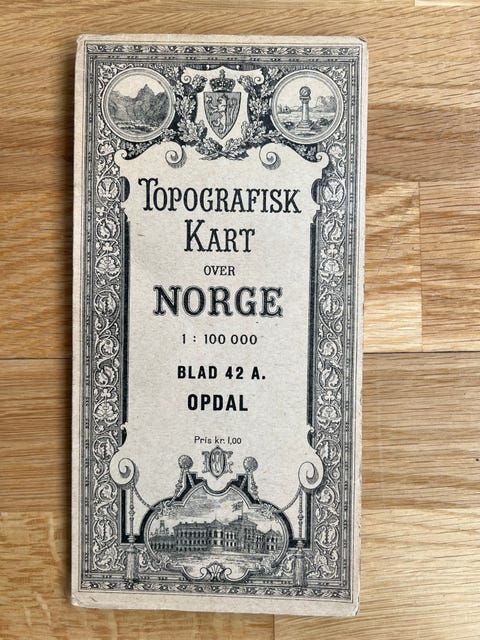 TOPOGRAFISK
KART
OVER
NORGE
1 : 100 000
BLAD 42 A.
OPDAL
Pris kr. 1,00